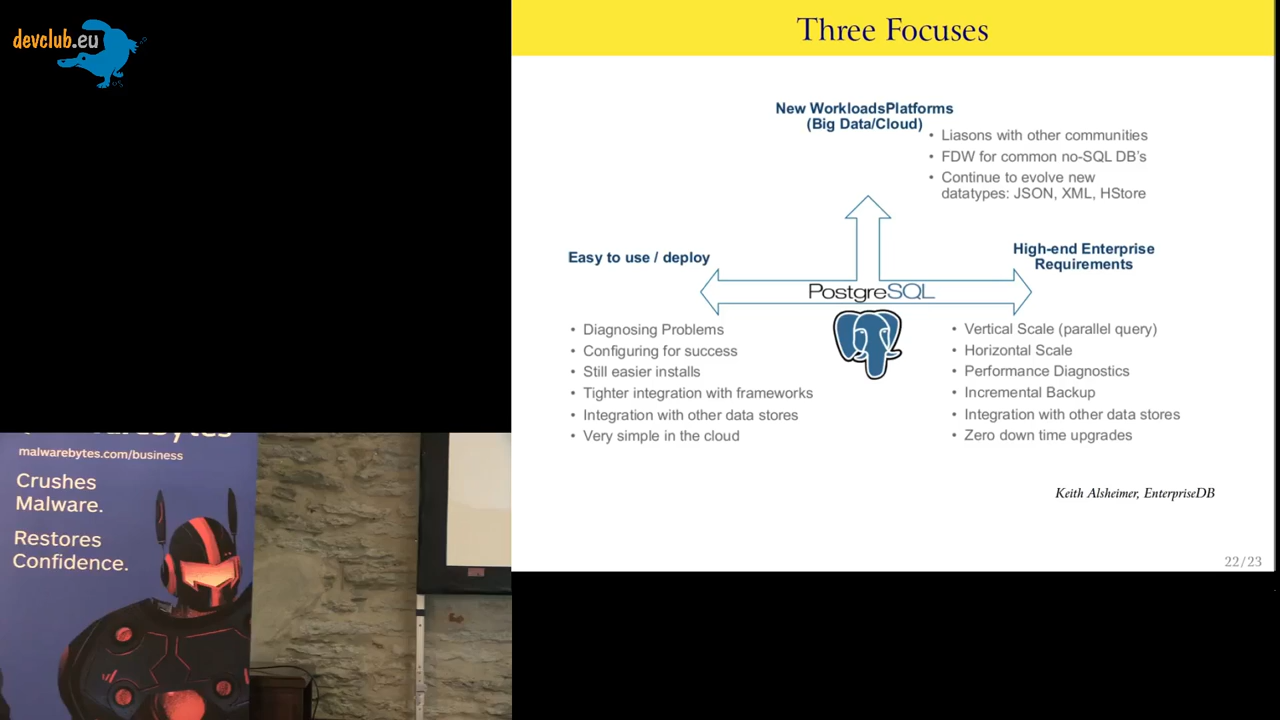 devclub.eu
Three Focuses
New WorkloadsPlatforms
(Big Data/Cloud)
• Liasons with other communities
• FDW for common no-SQL DB's
• Continue to evolve new
datatypes: JSON, XML, HStore
Easy to use / deploy
High-end Enterprise
Requirements
PostgreSQL
• Diagnosing Problems
• Configuring for success
• Still easier installs
• Tighter integration with frameworks
• Integration with other data stores
• Very simple in the cloud
• Vertical Scale (parallel query)
• Horizontal Scale
• Performance Diagnostics
• Incremental Backup
• Integration with other data stores
• Zero down time upgrades
Keith Alsheimer, EnterpriseDB
22/23
malwarebytes.com/business
Crushes
Malware.
Restores
Confidence.